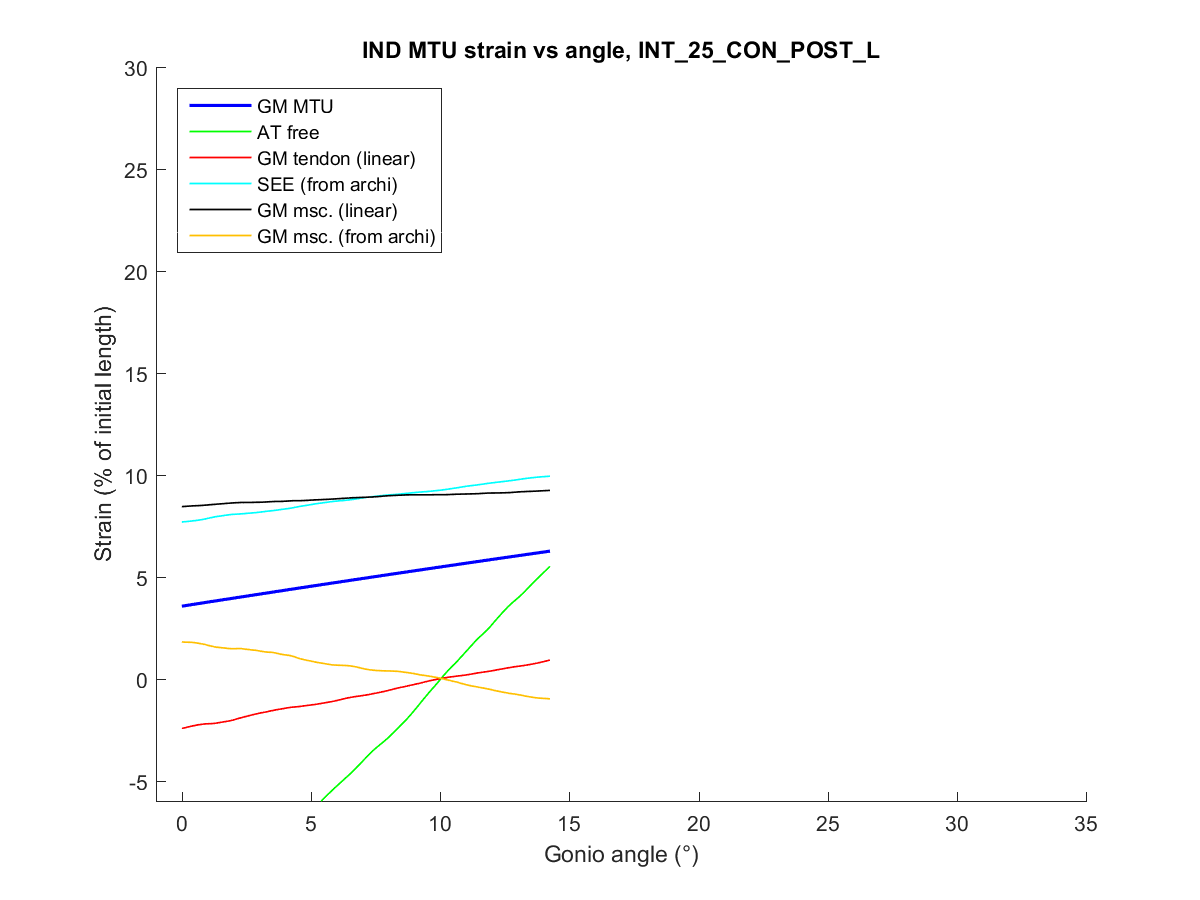 IND MTU strain vs angle, INT_25_CON_POST_L
30
25
20
15
10
5
0
-5
Strain (% of initial length)
GM MTU
AT free
GM tendon (linear)
SEE (from archi)
GM msc. (linear)
GM msc. (from archi)
0 5 10 15 20 25 30 35
Gonio angle (°)